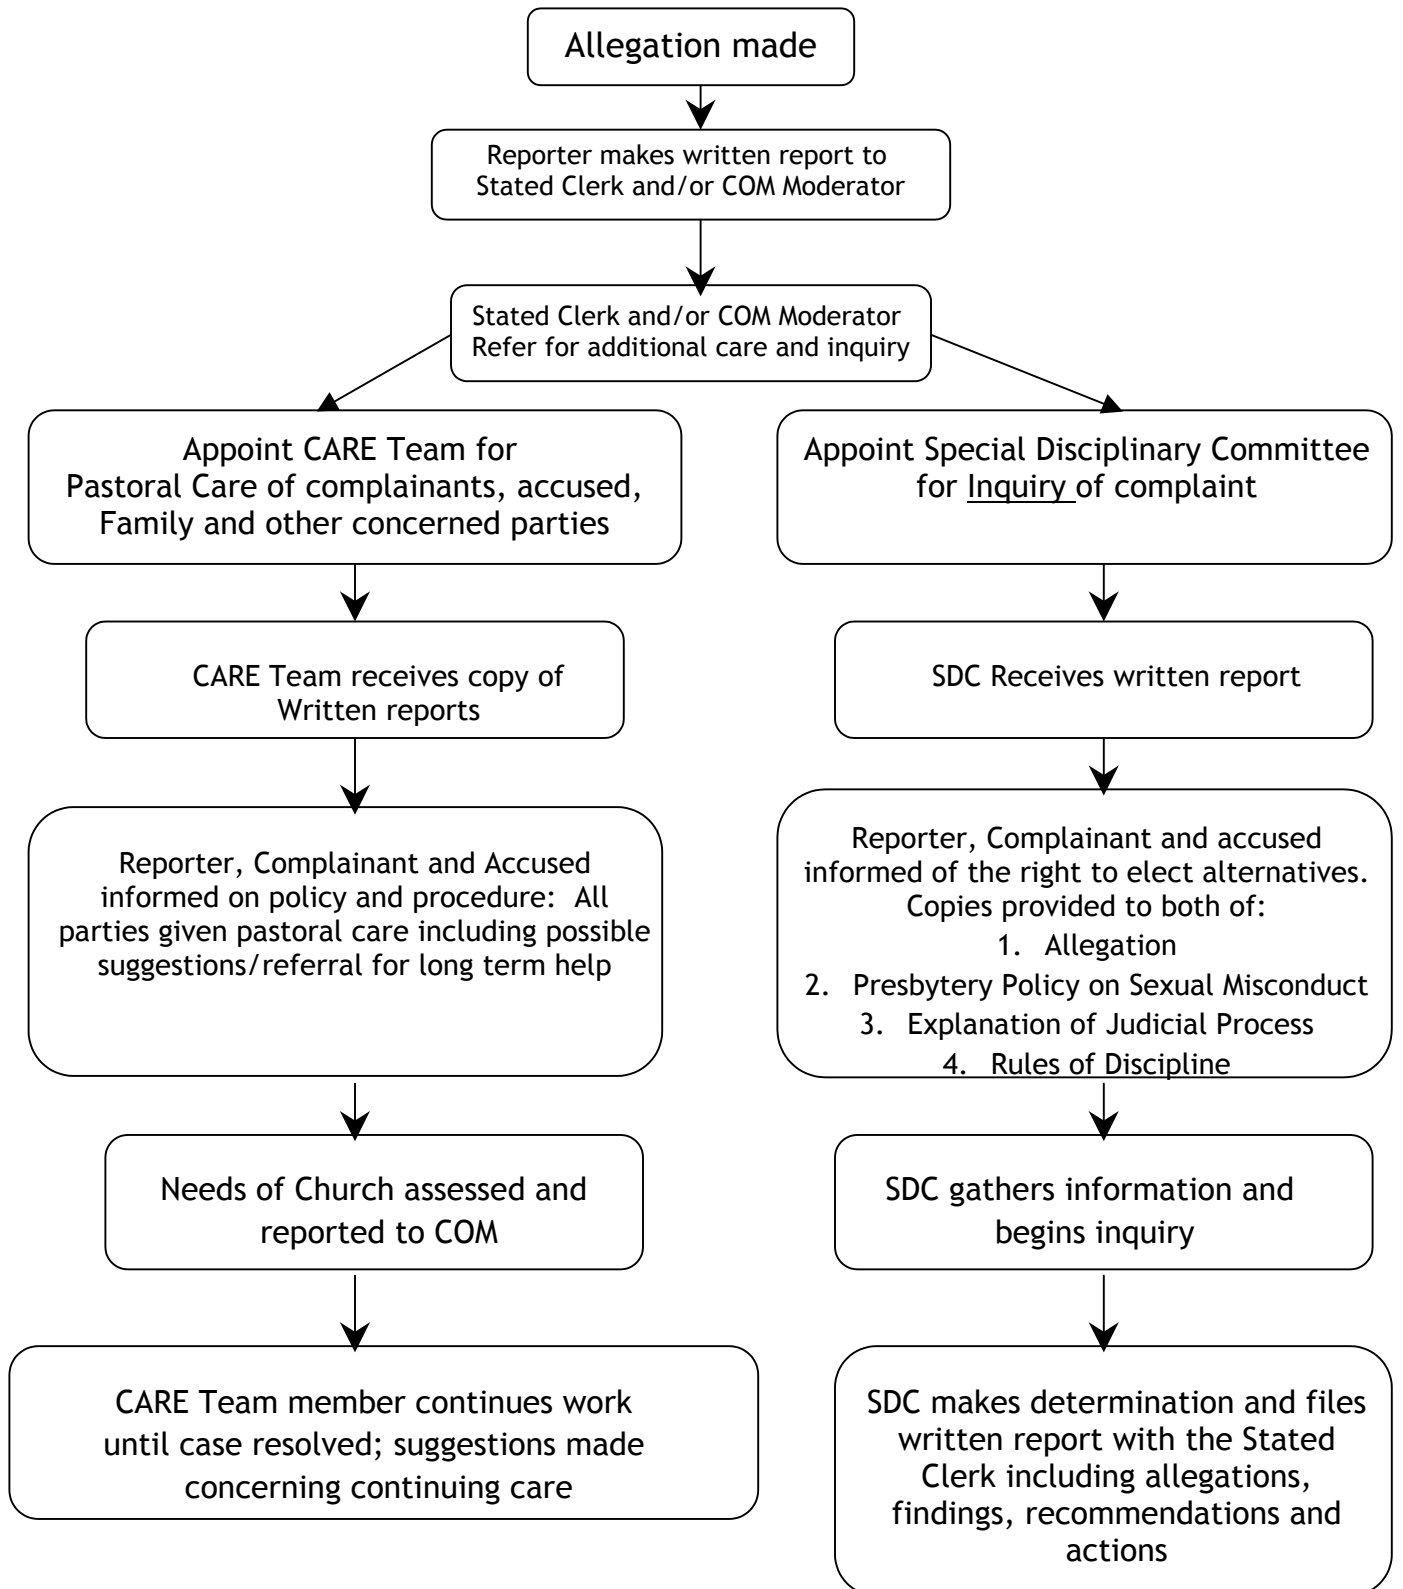 Allegation made
Reporter makes written report to
Stated Clerk and/or COM Moderator
Stated Clerk and/or COM Moderator
Refer for additional care and inquiry
Appoint CARE Team for
Pastoral Care of complainants, accused,
Family and other concerned parties
CARE Team receives copy of
Written reports
Reporter, Complainant and Accused
informed on policy and procedure:  All
parties given pastoral care including possible
suggestions/referral for long term help
Needs of Church assessed and
reported to COM
CARE Team member continues work
until case resolved; suggestions made
concerning continuing care
Appoint Special Disciplinary Committee
for Inquiry of complaint
SDC Receives written report
Reporter, Complainant and accused
informed of the right to elect alternatives.
Copies provided to both of:
1. Allegation
2. Presbytery Policy on Sexual Misconduct
3. Explanation of Judicial Process
4. Rules of Discipline
SDC gathers information and
begins inquiry
SDC makes determination and files
written report with the Stated
Clerk including allegations,
findings, recommendations and
actions